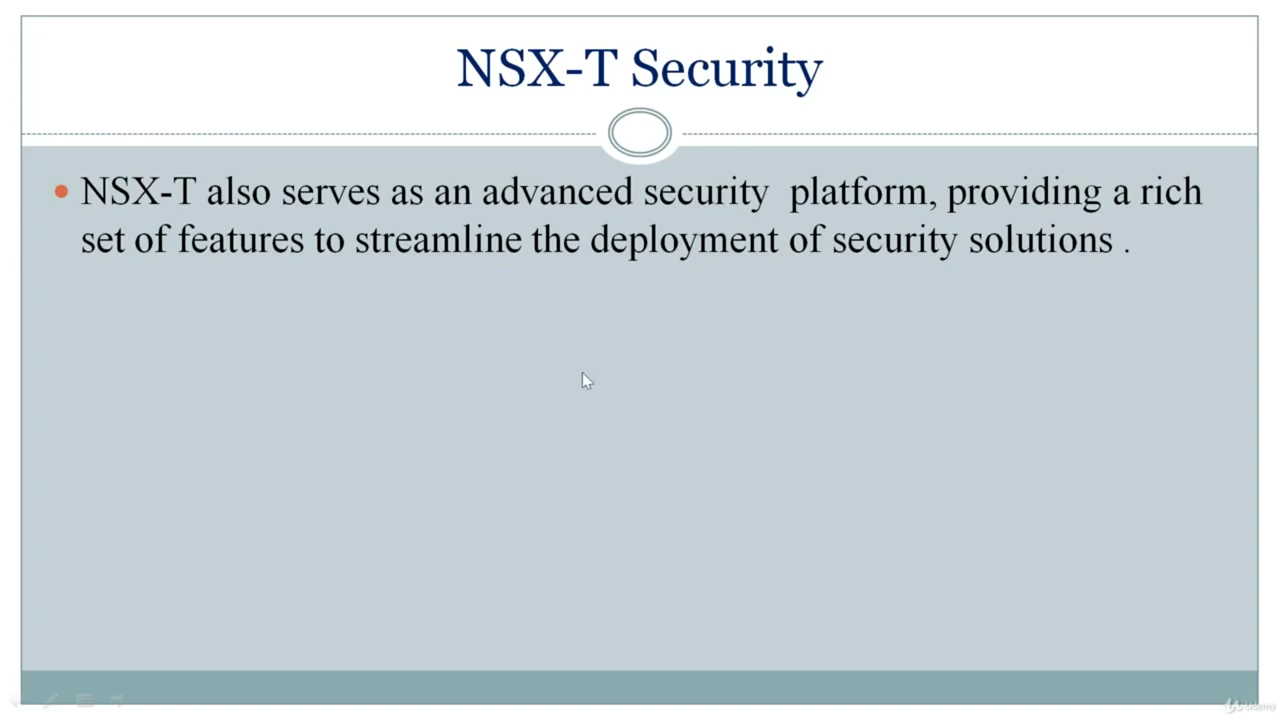 NSX-T Security
• NSX-T also serves as an advanced security platform, providing a rich
set of features to streamline the deployment of security solutions .
Udemy